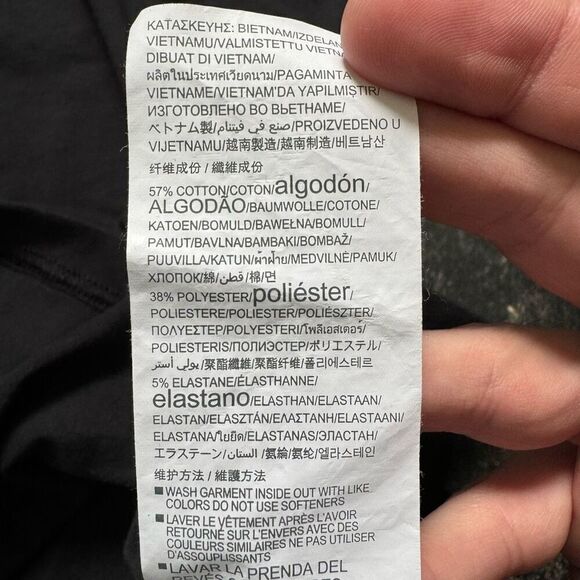 ΚΑΤΑΣΚΕΥΗΣ: ΒΙΕΤΝΑΜ/IZDELAN
VIETNAMU/VALMISTETTU VIETNA
DIBUAT DI VIETNAM/
ผลิตในประเทศเวียดนาม/PAGAMINTA
VIETNAME/VIETNAM'DA YAPILMIŞTIR/
ИЗГОТОВЛЕНО ВО ВЬЕТНАМЕ/
ベトナム製/صنع في فيتنام/PROIZVEDENO U
VIJETNAMU/越南製造/越南制造/베트남산
纤维成份 / 纖維成份
57% COTTON/COTON/algodón/
ALGODÃO/BAUMWOLLE/COTONE/
KATOEN/BOMULD/BAWEŁNA/BOMULL/
PAMUT/BAVLNA/BAMBAKI/BOMBAŽ/
PUUVILLA/KATUN/ผ้าฝ้าย/MEDVILNĖ/PAMUK/
ХЛОПОК/綿/قطن/棉/면
38% POLYESTER/poliéster/
POLIESTERE/POLIESTER/POLIÉSZTER/
ΠΟΛΥΕΣΤΕΡ/POLYESTERI/โพลีเอสเตอร์/
POLIESTERIS/ПОЛИЭСТЕР/ポリエステル/
بولي أستر/聚酯纖維/聚酯纤维/폴리에스테르
5% ELASTANE/ÉLASTHANNE/
elastano/ELASTHAN/ELASTAAN/
ELASTAN/ELASZTÁN/ΕΛΑΣΤΑΝΗ/ELASTAANI/
ELASTANA/ใยยืด/ELASTANAS/ЭЛАСТАН/
エラステーン/الستان/氨綸/氨纶/엘라스테인
维护方法 / 維護方法
WASH GARMENT INSIDE OUT WITH LIKE
COLORS DO NOT USE SOFTENERS
LAVER LE VÊTEMENT APRÈS L'AVOIR
RETOURNÉ SUR L'ENVERS AVEC DES
COULEURS SIMILAIRES NE PAS UTILISER
D'ASSOUPLISSANTS
LAVAR LA PRENDA DEL
REVÉS